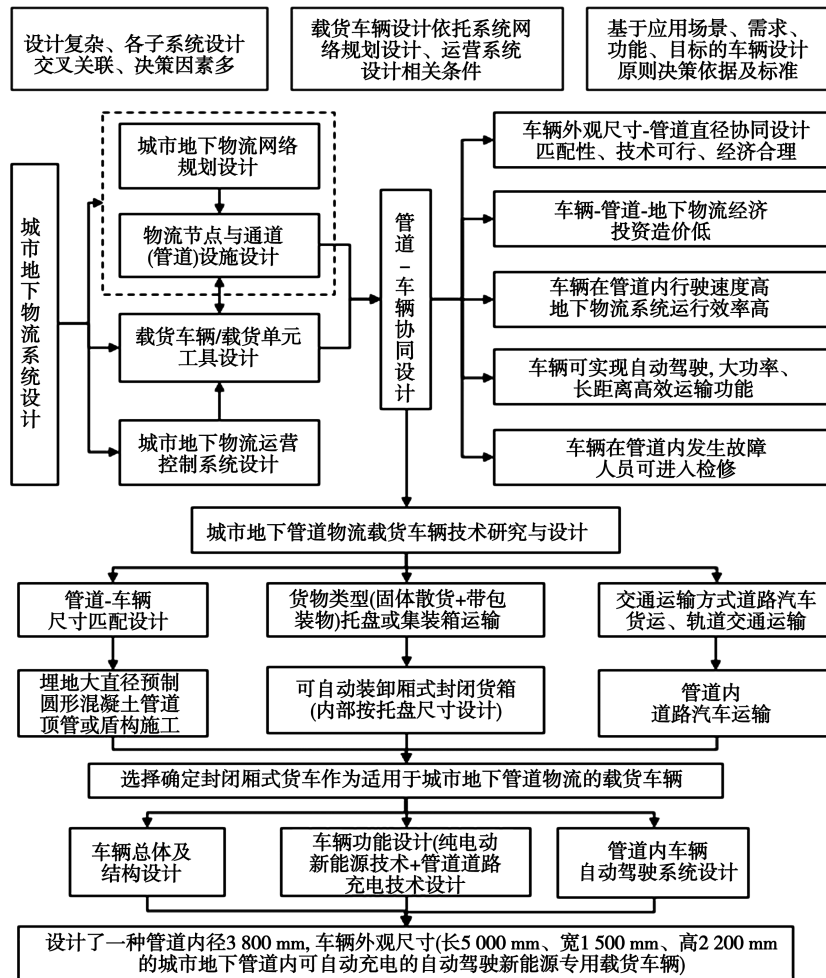 设计复杂、各子系统设计
交叉关联、决策因素多
载货车辆设计依托系统网
络规划设计、运营系统
设计相关条件
基于应用场景、需求、
功能、目标的车辆设计
原则决策依据及标准
城市地下物流系统设计
城市地下物流网络
规划设计
物流节点与通道
(管道)设施设计
载货车辆/载货单元
工具设计
城市地下物流运营
控制系统设计
管道-车辆协同设计
车辆外观尺寸-管道直径协同设计
匹配性、技术可行、经济合理
车辆-管道-地下物流经济
投资造价低
车辆在管道内行驶速度高
地下物流系统运行效率高
车辆可实现自动驾驶,大功率、
长距离高效运输功能
车辆在管道内发生故障
人员可进入检修
城市地下管道物流载货车辆技术研究与设计
管道-车辆
尺寸匹配设计
货物类型(固体散货+带包
装物)托盘或集装箱运输
交通运输方式道路汽车
货运、轨道交通运输
埋地大直径预制
圆形混凝土管道
顶管或盾构施工
可自动装卸厢式封闭货箱
(内部按托盘尺寸设计)
管道内
道路汽车运输
选择确定封闭厢式货车作为适用于城市地下管道物流的载货车辆
车辆总体及
结构设计
车辆功能设计(纯电动
新能源技术+管道道路
充电技术设计
管道内车辆
自动驾驶系统设计
设计了一种管道内径3 800 mm,车辆外观尺寸(长5 000 mm、宽1 500 mm、高2 200 mm
的城市地下管道内可自动充电的自动驾驶新能源专用载货车辆)